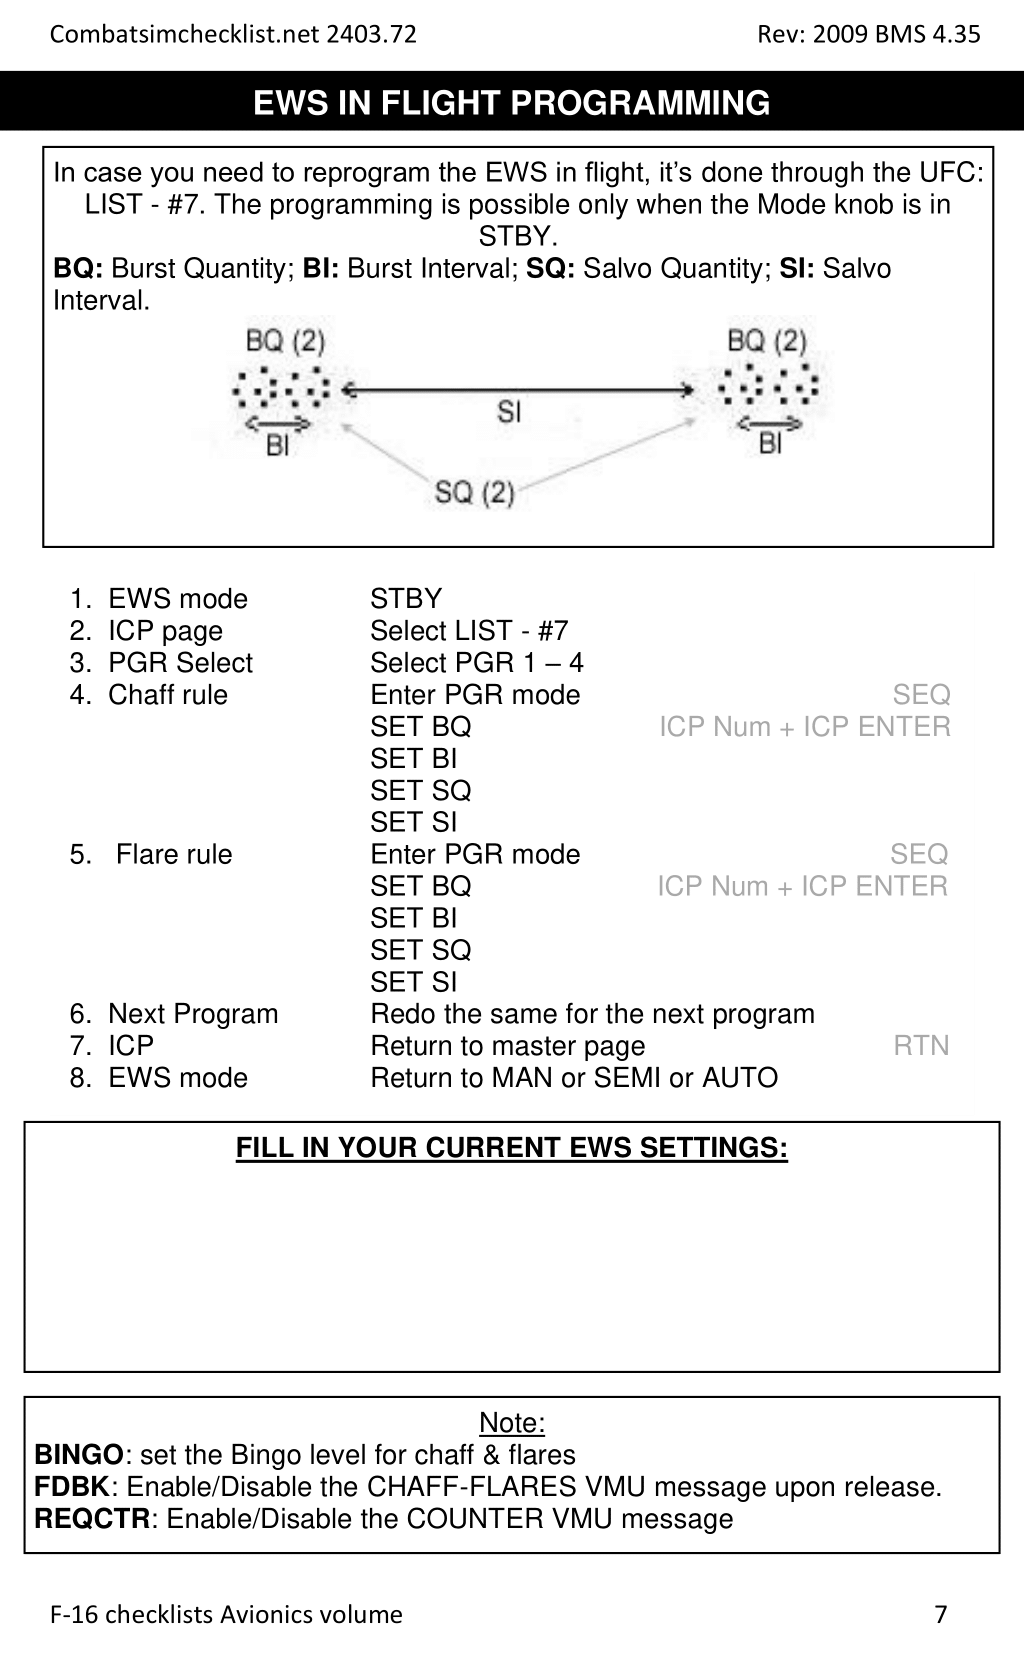 Combatsimchecklist.net 2403.72 Rev: 2009 BMS 4.35
EWS IN FLIGHT PROGRAMMING
In case you need to reprogram the EWS in flight, it’s done through the UFC:
LIST - #7. The programming is possible only when the Mode knob is in
STBY.
BQ: Burst Quantity; BI: Burst Interval; SQ: Salvo Quantity; SI: Salvo
Interval.
BQ (2) BQ (2)
SI
BI BI
SQ (2)
1. EWS mode STBY
2. ICP page Select LIST - #7
3. PGR Select Select PGR 1 – 4
4. Chaff rule Enter PGR mode SEQ
SET BQ ICP Num + ICP ENTER
SET BI
SET SQ
SET SI
5. Flare rule Enter PGR mode SEQ
SET BQ ICP Num + ICP ENTER
SET BI
SET SQ
SET SI
6. Next Program Redo the same for the next program
7. ICP Return to master page RTN
8. EWS mode Return to MAN or SEMI or AUTO
FILL IN YOUR CURRENT EWS SETTINGS:
Note:
BINGO: set the Bingo level for chaff & flares
FDBK: Enable/Disable the CHAFF-FLARES VMU message upon release.
REQCTR: Enable/Disable the COUNTER VMU message
F-16 checklists Avionics volume 7